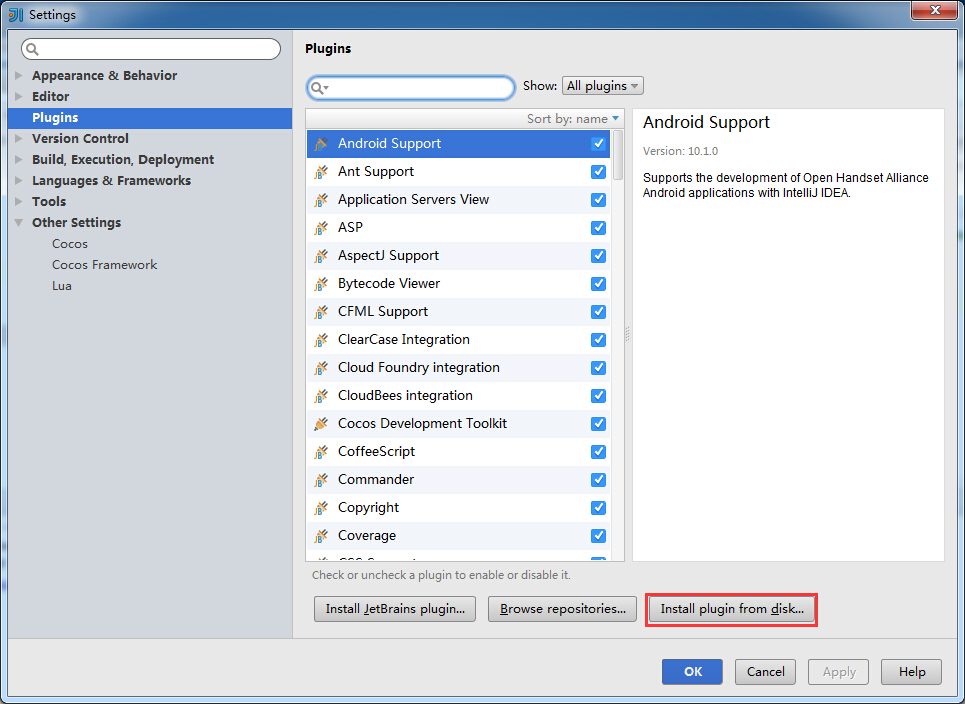 Settings
Appearance & Behavior
Editor
Plugins
Version Control
Build, Execution, Deployment
Languages & Frameworks
Tools
Other Settings
Cocos
Cocos Framework
Lua
Plugins
Show: All plugins
Sort by: name
Android Support
Ant Support
Application Servers View
ASP
AspectJ Support
Bytecode Viewer
CFML Support
ClearCase Integration
Cloud Foundry integration
CloudBees integration
Cocos Development Toolkit
CoffeeScript
Commander
Copyright
Coverage
Android Support
Version: 10.1.0
Supports the development of Open Handset Alliance
Android applications with IntelliJ IDEA.
Check or uncheck a plugin to enable or disable it.
Install JetBrains plugin... Browse repositories... Install plugin from disk...
OK Cancel Apply Help